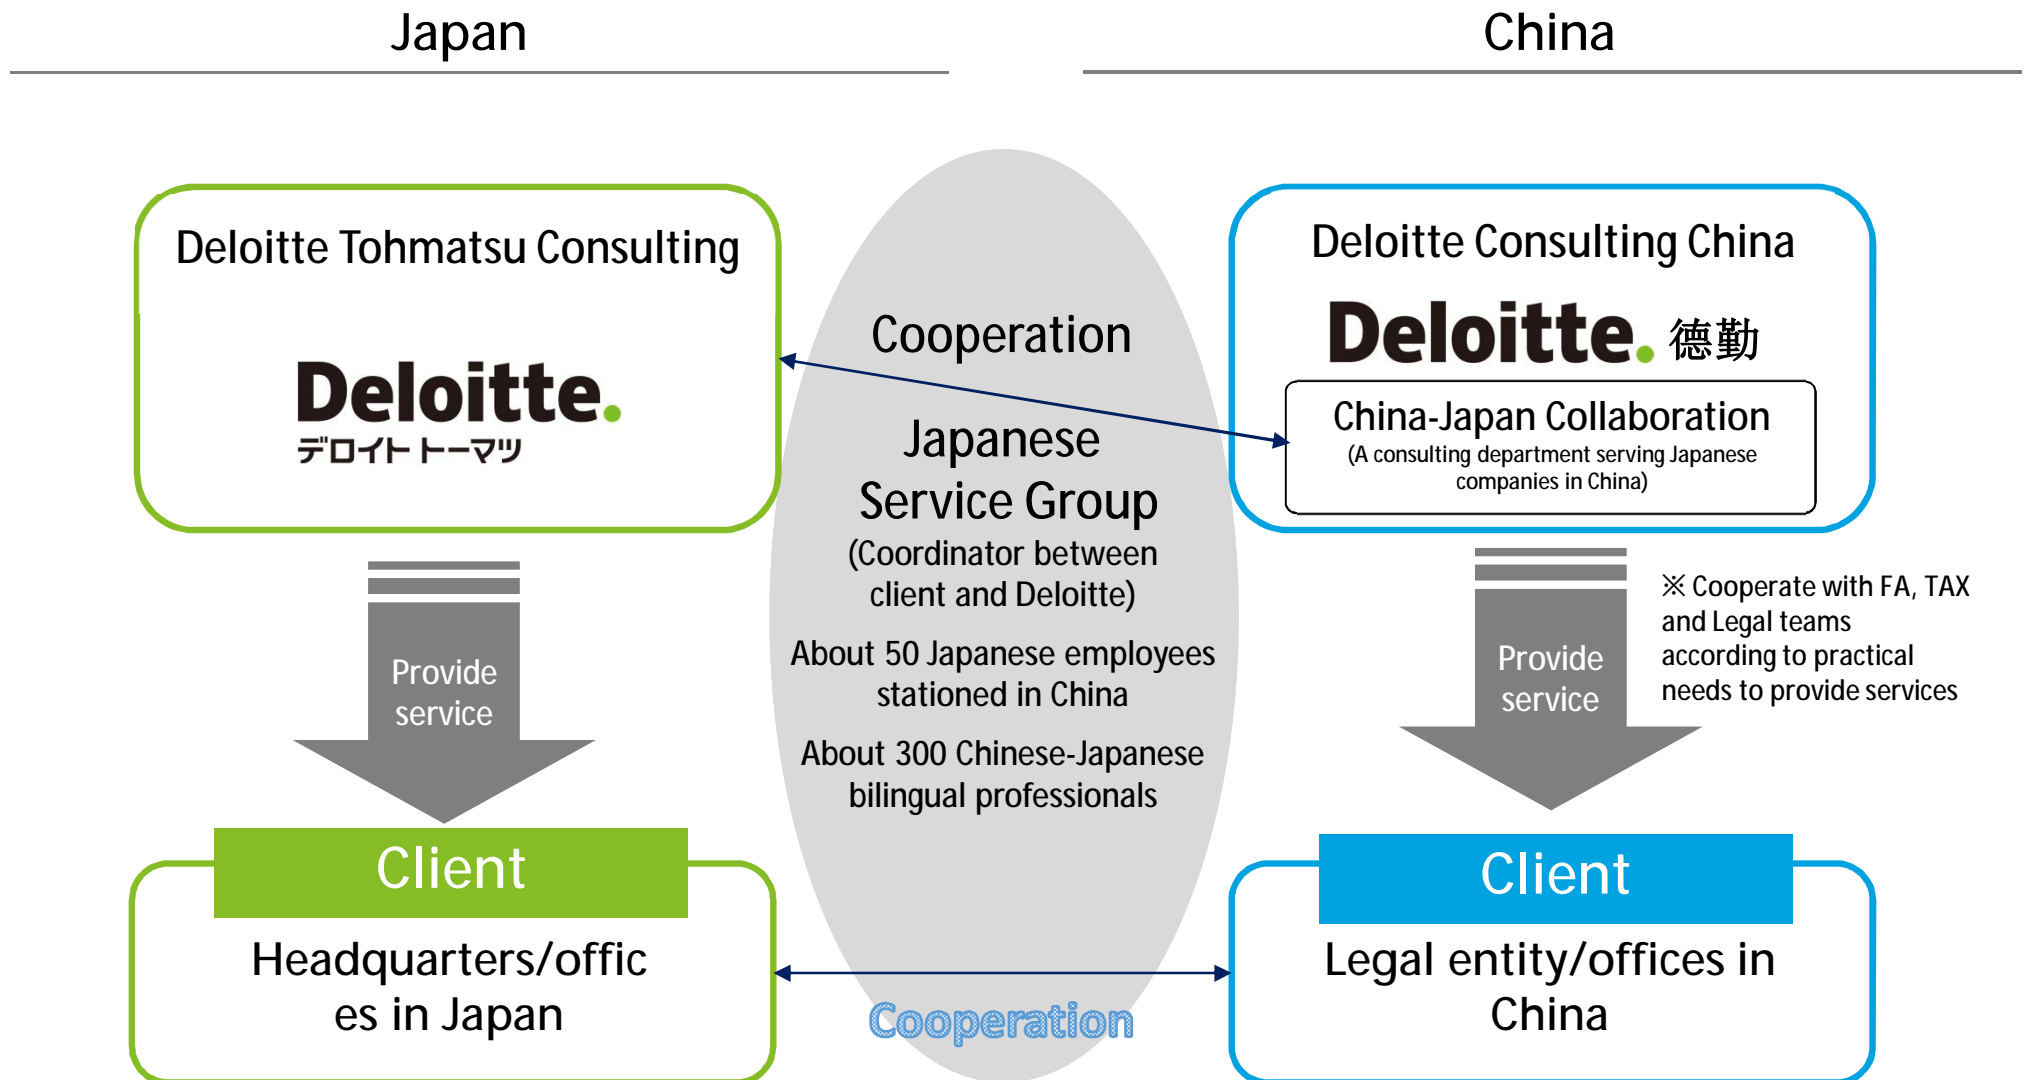 Japan
China
Deloitte Tohmatsu Consulting
Deloitte.
デロイト トーマツ
Cooperation
Japanese
Service Group
(Coordinator between
client and Deloitte)
About 50 Japanese employees
stationed in China
About 300 Chinese-Japanese
bilingual professionals
Deloitte Consulting China
Deloitte. 德勤
China-Japan Collaboration
(A consulting department serving Japanese
companies in China)
Provide
service
Provide
service
※ Cooperate with FA, TAX
and Legal teams
according to practical
needs to provide services
Client
Headquarters/offic
es in Japan
Cooperation
Client
Legal entity/offices in
China